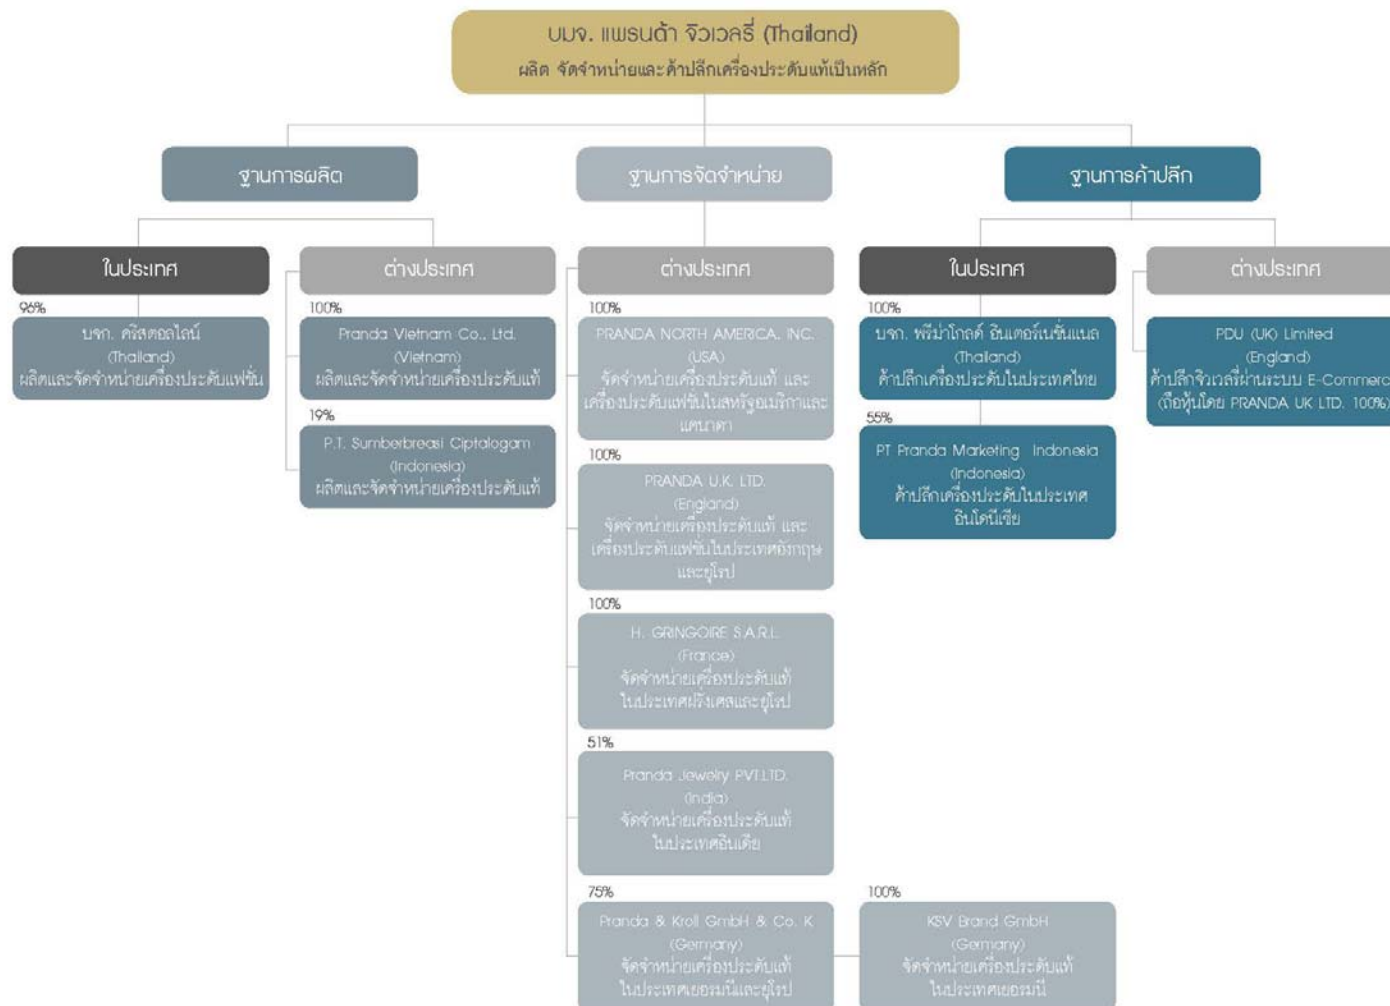 บมจ. แพรนด้า จิวเวลรี่ (Thailand)
ผลิต จัดจำหน่ายและค้าปลีกเครื่องประดับแท้เป็นหลัก
ฐานการผลิต
ในประเทศ
96%
บจก. คริสตอลไลน์
(Thailand)
ผลิตและจัดจำหน่ายเครื่องประดับแฟชั่น
ต่างประเทศ
100%
Pranda Vietnam Co., Ltd.
(Vietnam)
ผลิตและจัดจำหน่ายเครื่องประดับแท้
19%
P.T. Sumberbreasi Ciptalogam
(Indonesia)
ผลิตและจัดจำหน่ายเครื่องประดับแท้
ฐานการจัดจำหน่าย
ต่างประเทศ
100%
PRANDA NORTH AMERICA. INC.
(USA)
จัดจำหน่ายเครื่องประดับแท้ และ
เครื่องประดับแฟชั่นในสหรัฐอเมริกาและ
แคนาดา
100%
PRANDA U.K. LTD.
(England)
จัดจำหน่ายเครื่องประดับแท้ และ
เครื่องประดับแฟชั่นในประเทศอังกฤษ
และยุโรป
100%
H. GRINGOIRE S.A.R.L.
(France)
จัดจำหน่ายเครื่องประดับแท้
ในประเทศฝรั่งเศสและยุโรป
51%
Pranda Jewelry PVT.LTD.
(India)
จัดจำหน่ายเครื่องประดับแท้
ในประเทศอินเดีย
75%
Pranda & Kroll GmbH & Co. K
(Germany)
จัดจำหน่ายเครื่องประดับแท้
ในประเทศเยอรมนีและยุโรป
100%
KSV Brand GmbH
(Germany)
จัดจำหน่ายเครื่องประดับแท้
ในประเทศเยอรมนี
ฐานการค้าปลีก
ในประเทศ
100%
บจก. พรีม่าโกลด์ อินเตอร์เนชั่นแนล
(Thailand)
ค้าปลีกเครื่องประดับในประเทศไทย
55%
PT Pranda Marketing Indonesia
(Indonesia)
ค้าปลีกเครื่องประดับในประเทศ
อินโดนีเซีย
ต่างประเทศ
PDU (UK) Limited
(England)
ค้าปลีกจิวเวลรี่ผ่านระบบ E-Commerc
(ถือหุ้นโดย PRANDA UK LTD. 100%)